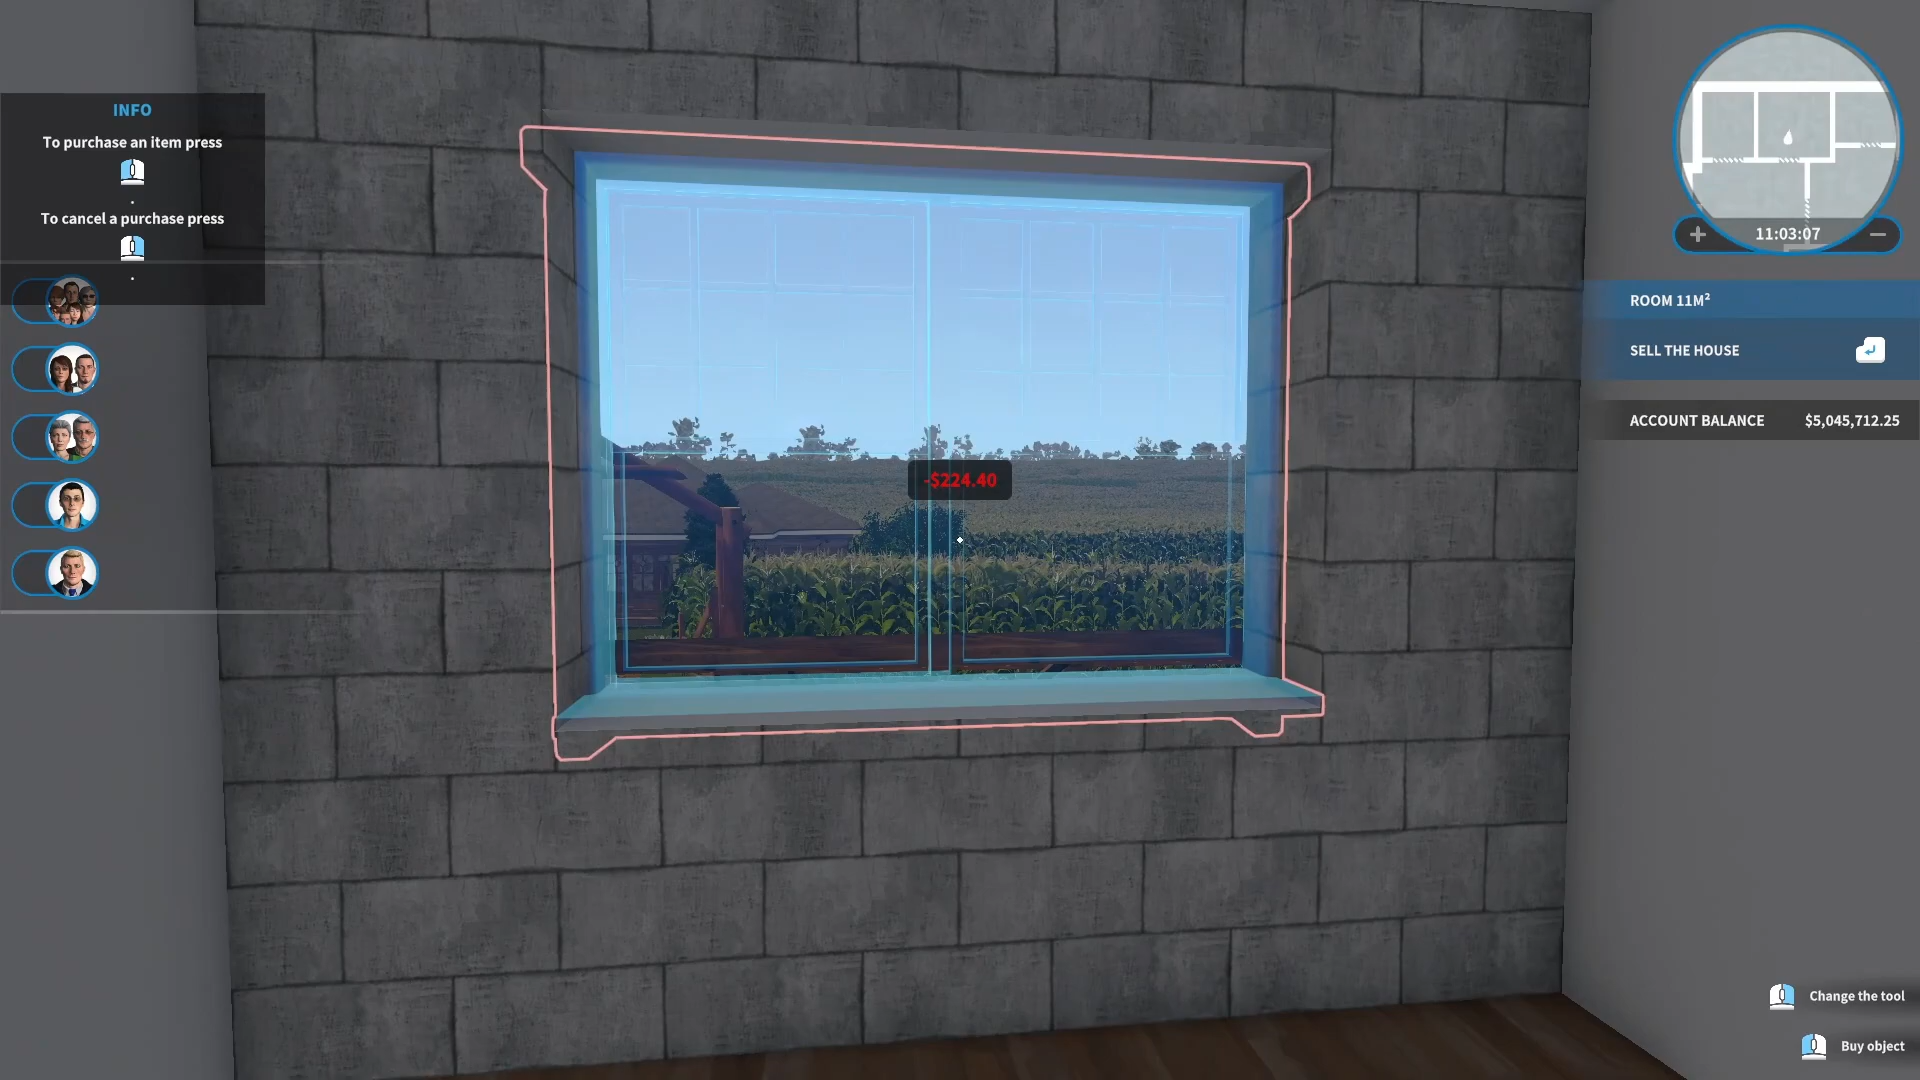 INFO
To purchase an item press
.
To cancel a purchase press
.
11:03:07
ROOM 11M²
SELL THE HOUSE
ACCOUNT BALANCE $5,045,712.25
-$224.40
Change the tool
Buy object